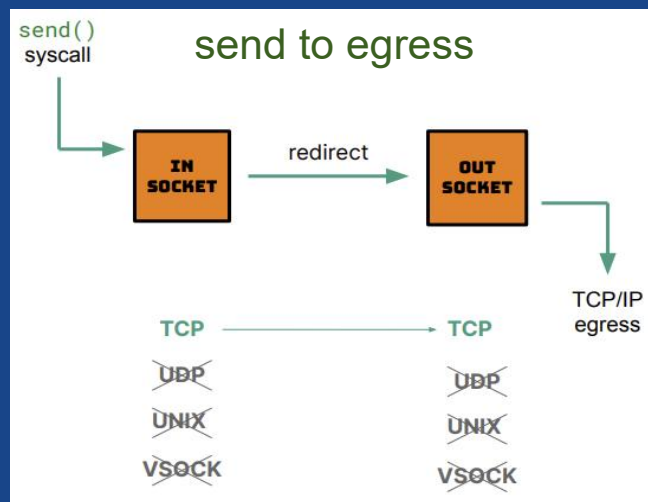 send()
syscall
send to egress
IN
SOCKET
redirect
OUT
SOCKET
TCP/IP
egress
TCP
TCP
UDP
UDP
UNIX
UNIX
VSOCK
VSOCK